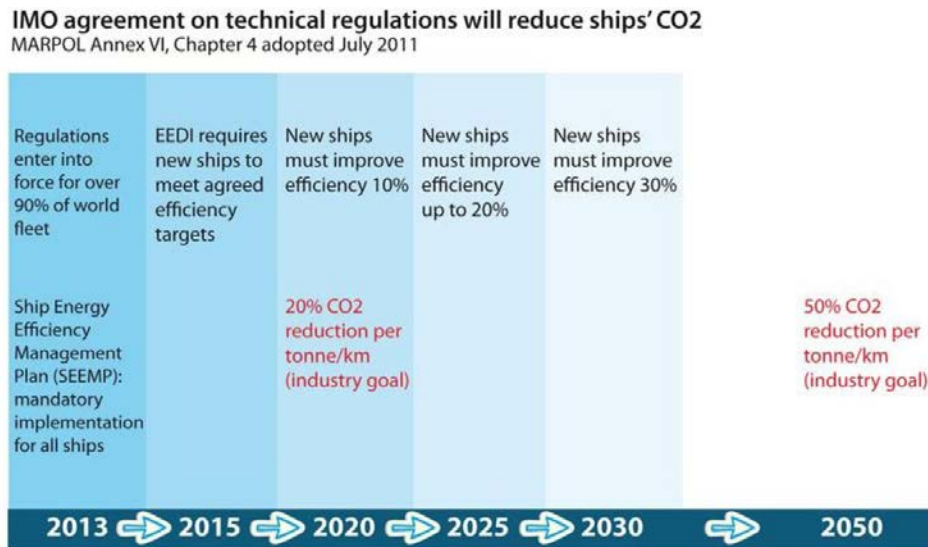 IMO agreement on technical regulations will reduce ships' CO2
MARPOL Annex VI, Chapter 4 adopted July 2011
Regulations
enter into
force for over
90% of world
fleet
EEDI requires
new ships to
meet agreed
efficiency
targets
New ships
must improve
efficiency 10%
New ships
must improve
efficiency
up to 20%
New ships
must improve
efficiency 30%
Ship Energy
Efficiency
Management
Plan (SEEMP):
mandatory
implementation
for all ships
20% CO2
reduction per
tonne/km
(industry goal)
50% CO2
reduction per
tonne/km
(industry goal)
2013 2015 2020 2025 2030 2050